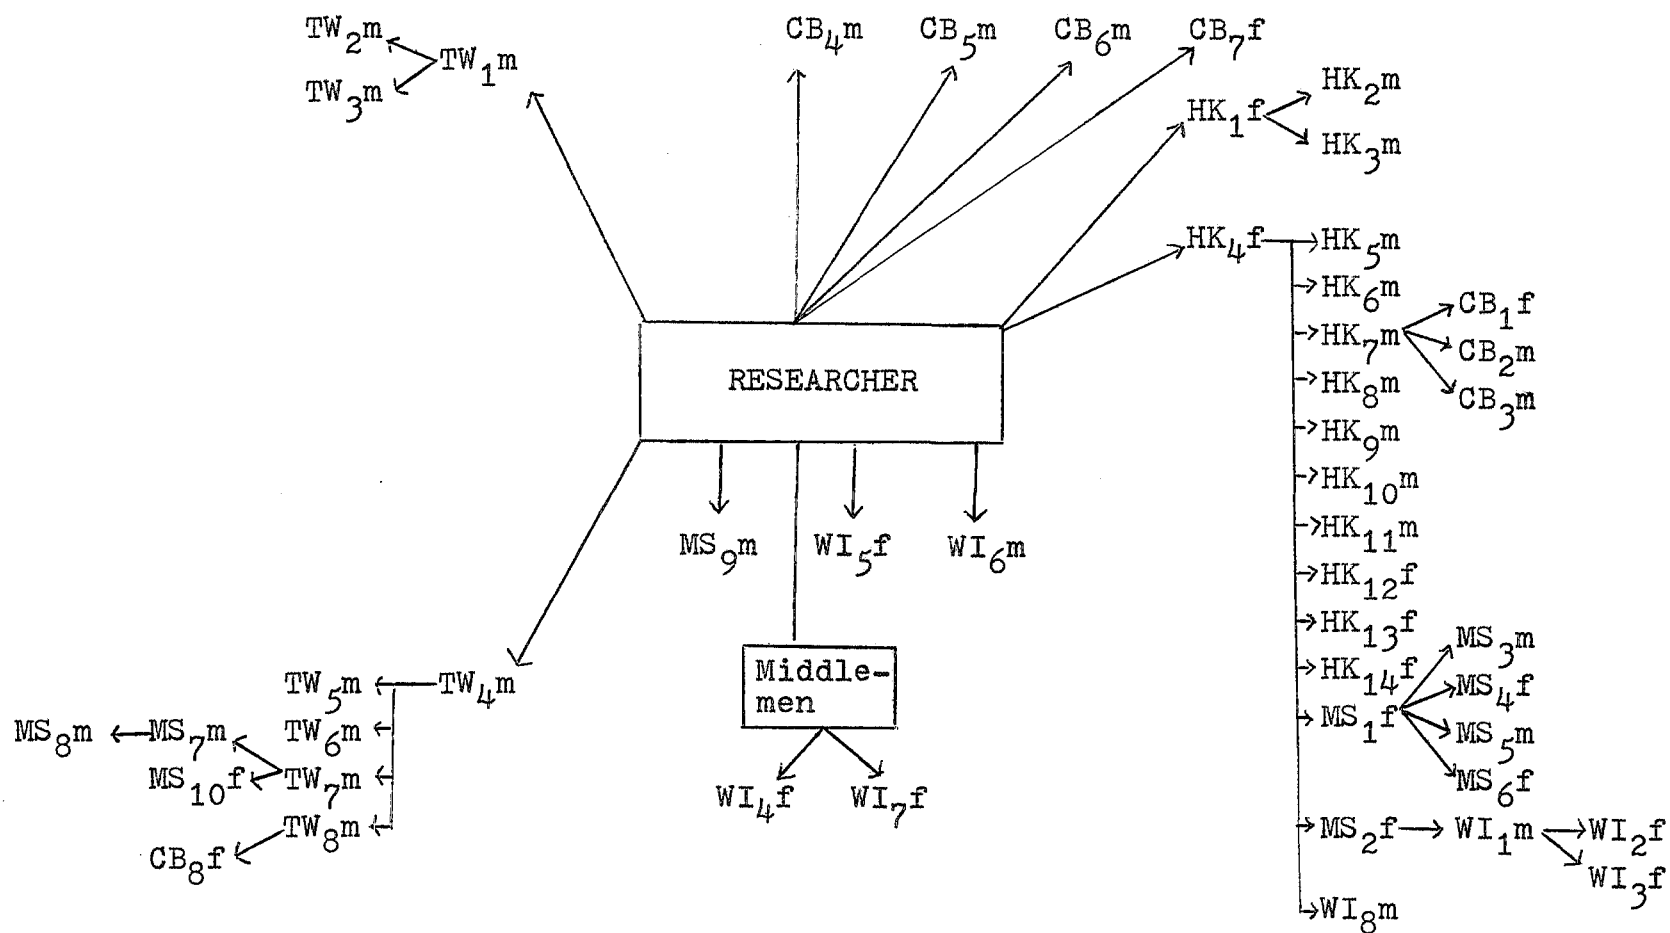 TW₂m
TW₁m
TW₃m
CB₄m
CB₅m
CB₆m
CB₇f
HK₁f
HK₂m
HK₃m
HK₄f
HK₅m
HK₆m
HK₇m
CB₁f
CB₂m
CB₃m
HK₈m
HK₉m
HK₁₀m
HK₁₁m
HK₁₂f
HK₁₃f
HK₁₄f
MS₁f
MS₃m
MS₄f
MS₅m
MS₆f
MS₂f
WI₁m
WI₂f
WI₃f
WI₈m
RESEARCHER
MS₉m
WI₅f
WI₆m
Middle-
men
WI₄f
WI₇f
TW₄m
TW₅m
TW₆m
TW₇m
TW₈m
MS₈m
MS₇m
MS₁₀f
CB₈f